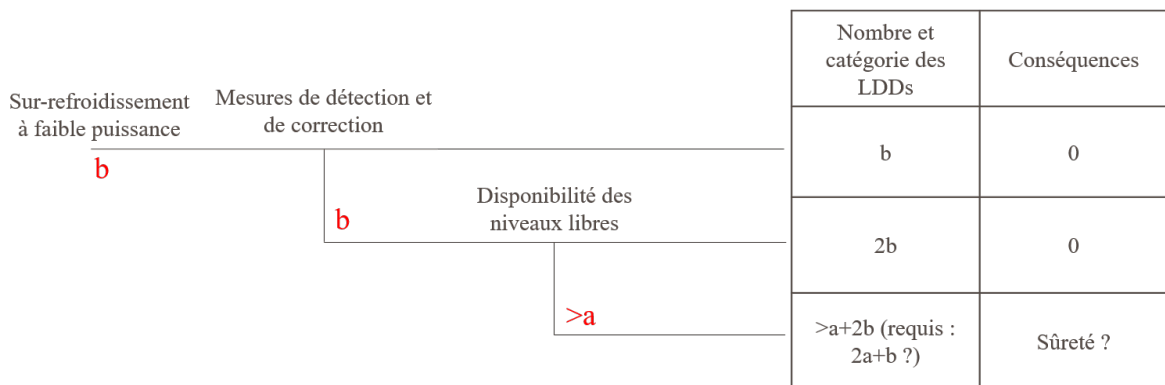 Nombre et
catégorie des
LDDs
Conséquences
Sur-refroidissement
à faible puissance
Mesures de détection et
de correction
b
b
0
b
Disponibilité des
niveaux libres
2b
0
>a
>a+2b (requis :
2a+b ?)
Sûreté ?